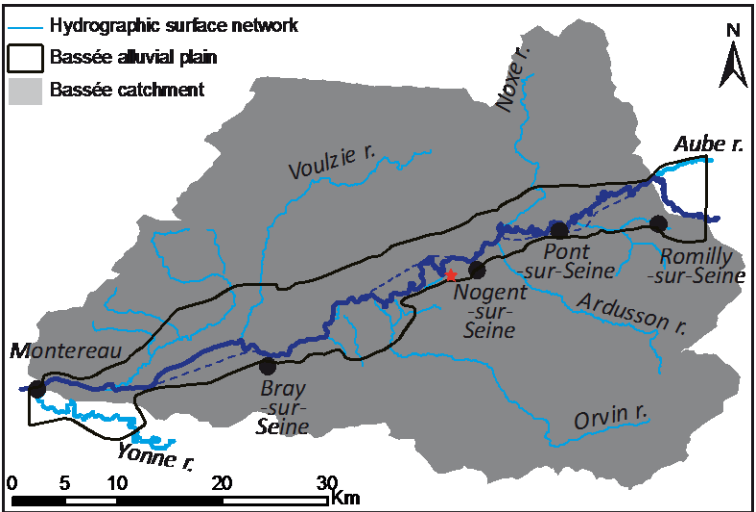 Hydrographic surface network
Bassée alluvial plain
Bassée catchment
N
Noxe r.
Aube r.
Voulzie r.
Pont
-sur-Seine
Romilly
-sur-Seine
Nogent
-sur-
Seine
Ardusson r.
Montereau
Bray
-sur-
Seine
Orvin r.
Yonne r.
0 5 10 20 30
Km